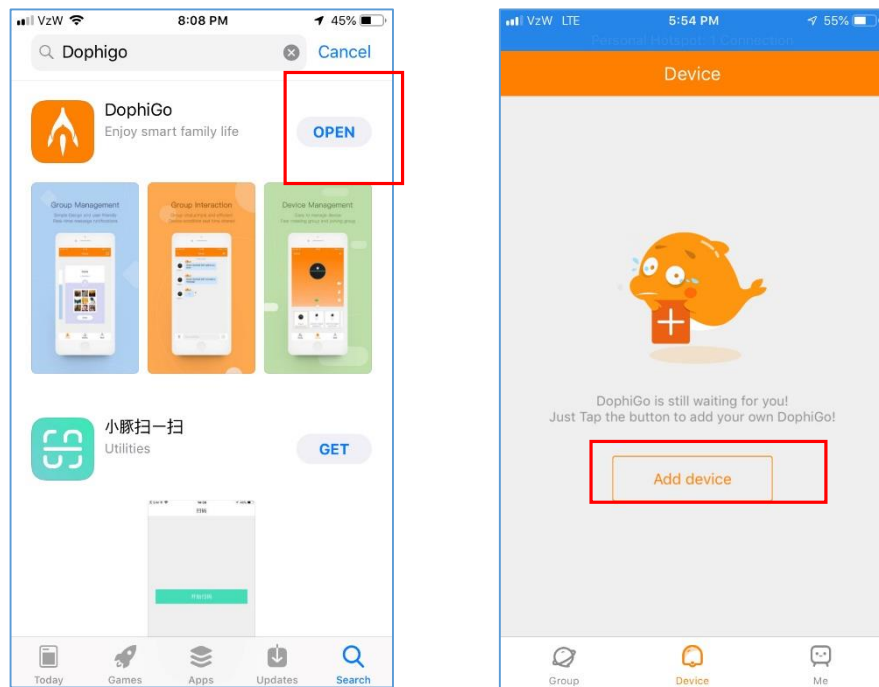 VzW 8:08 PM 45%
Dophigo Cancel
DophiGo
Enjoy smart family life
OPEN
Group Management
Group Interaction
Device Management
小豚扫一扫
Utilities
GET
扫码
Today Games Apps Updates Search
VzW LTE 5:54 PM 55%
Personal Hotspot: 1 Connection
Device
DophiGo is still waiting for you!
Just Tap the button to add your own DophiGo!
Add device
Group Device Me